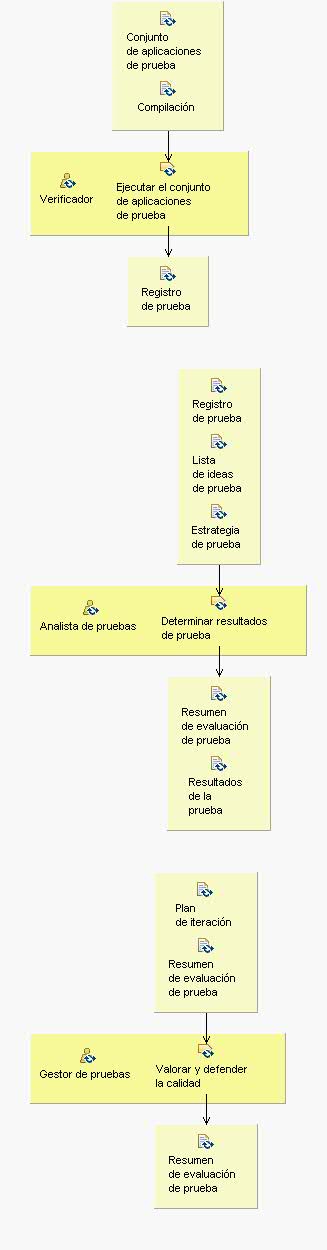 Conjunto
de aplicaciones
de prueba
Compilación
Verificador
Ejecutar el conjunto
de aplicaciones
de prueba
Registro
de prueba
Registro
de prueba
Lista
de ideas
de prueba
Estrategia
de prueba
Analista de pruebas
Determinar resultados
de prueba
Resumen
de evaluación
de prueba
Resultados
de la
prueba
Plan
de iteración
Resumen
de evaluación
de prueba
Gestor de pruebas
Valorar y defender
la calidad
Resumen
de evaluación
de prueba